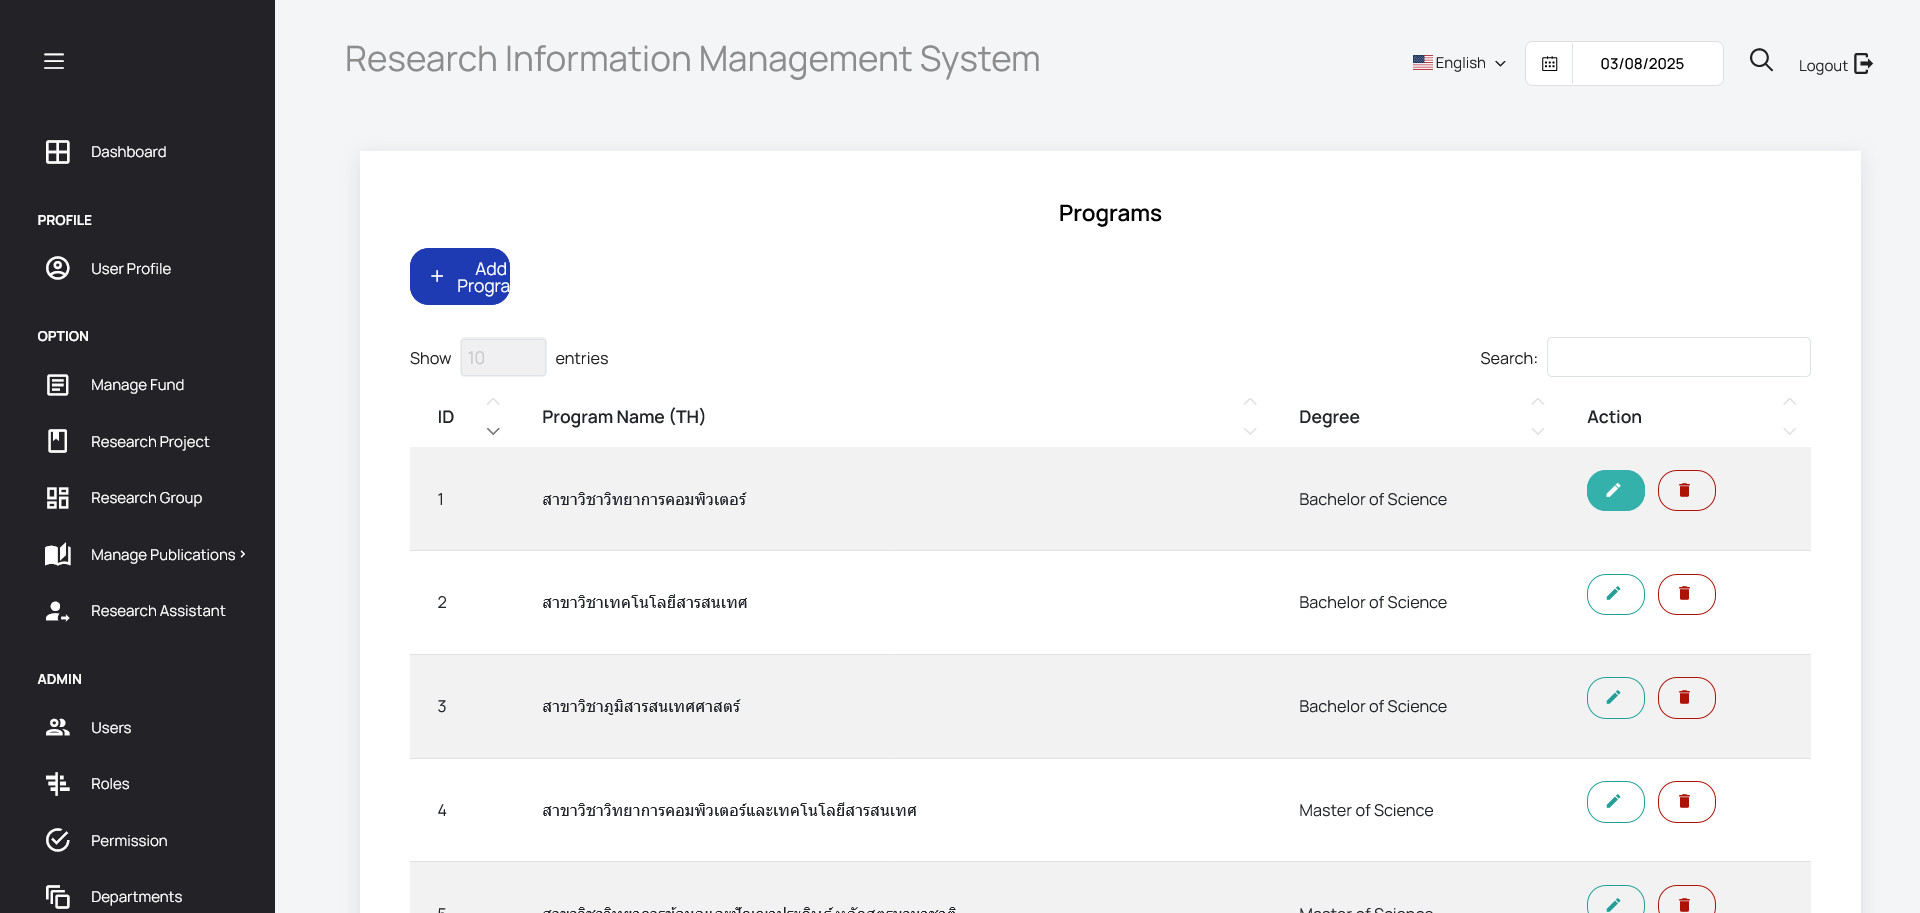 Research Information Management System
English
03/08/2025
Logout
Dashboard
PROFILE
User Profile
OPTION
Manage Fund
Research Project
Research Group
Manage Publications
Research Assistant
ADMIN
Users
Roles
Permission
Departments
Programs
Add
Progra
Show 10 entries
Search:
ID Program Name (TH) Degree Action
1 สาขาวิชาวิทยาการคอมพิวเตอร์ Bachelor of Science
2 สาขาวิชาเทคโนโลยีสารสนเทศ Bachelor of Science
3 สาขาวิชาภูมิสารสนเทศศาสตร์ Bachelor of Science
4 สาขาวิชาวิทยาการคอมพิวเตอร์และเทคโนโลยีสารสนเทศ Master of Science
5 Master of Science